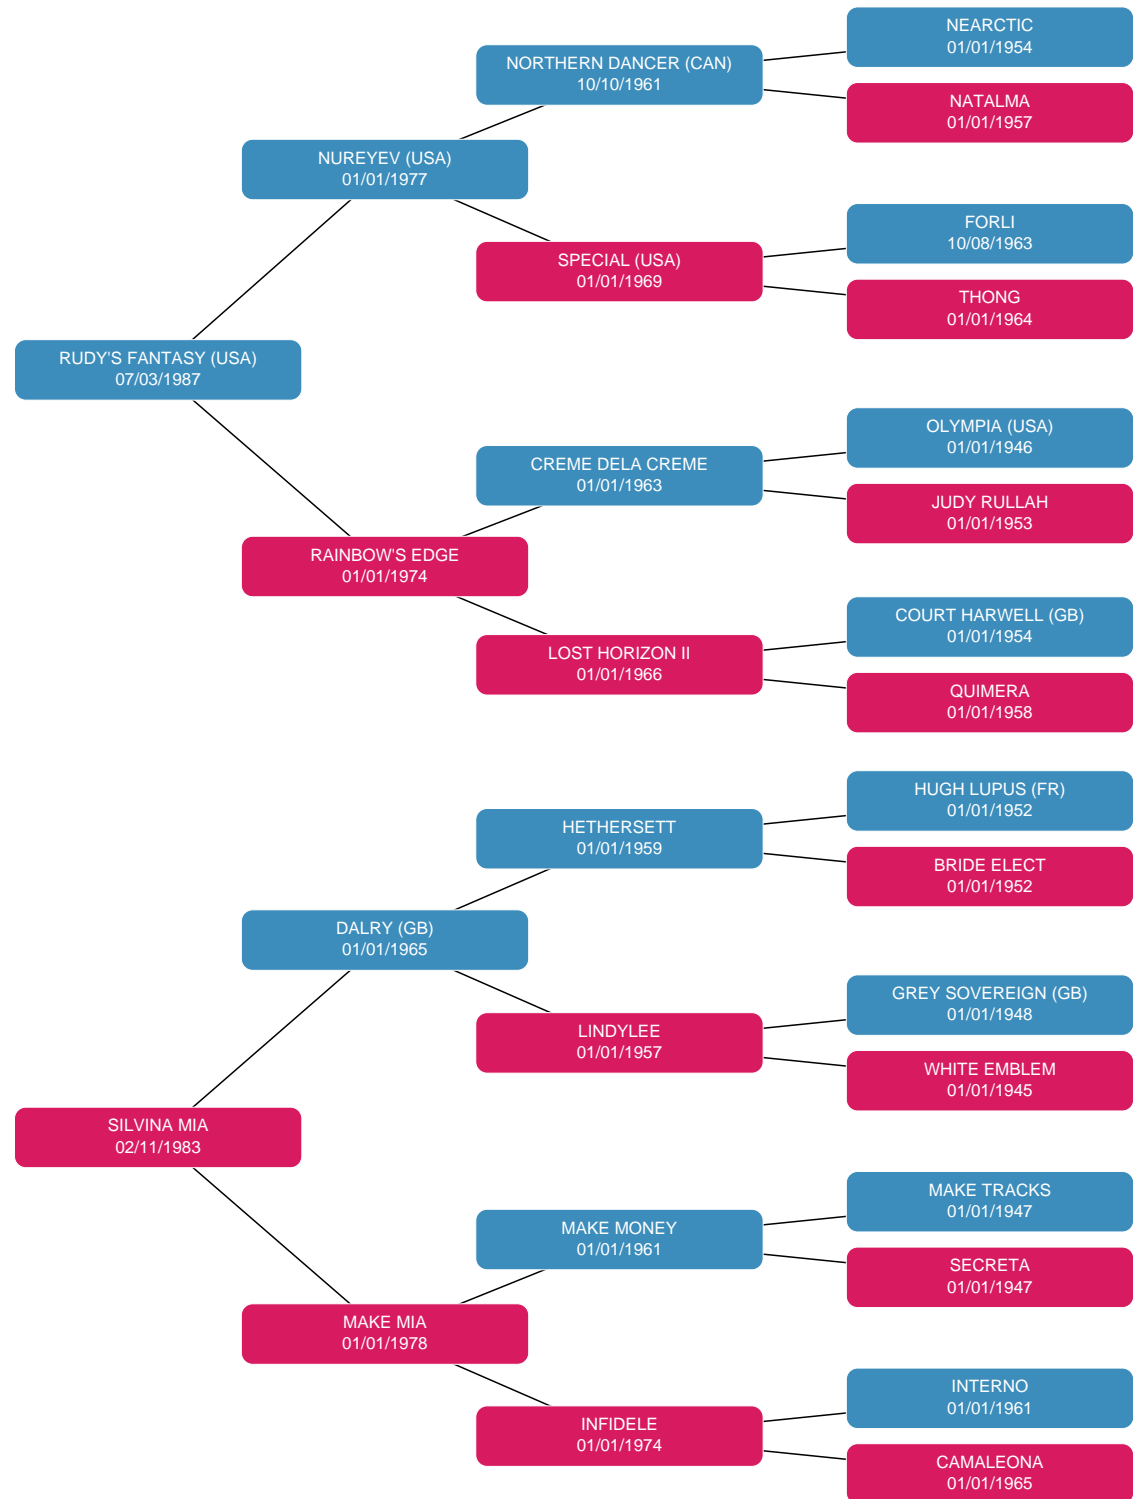 NEARCTIC
01/01/1954
NORTHERN DANCER (CAN)
10/10/1961
NATALMA
01/01/1957
NUREYEV (USA)
01/01/1977
FORLI
10/08/1963
SPECIAL (USA)
01/01/1969
THONG
01/01/1964
RUDY'S FANTASY (USA)
07/03/1987
OLYMPIA (USA)
01/01/1946
CREME DELA CREME
01/01/1963
JUDY RULLAH
01/01/1953
RAINBOW'S EDGE
01/01/1974
COURT HARWELL (GB)
01/01/1954
LOST HORIZON II
01/01/1966
QUIMERA
01/01/1958
HUGH LUPUS (FR)
01/01/1952
HETHERSETT
01/01/1959
BRIDE ELECT
01/01/1952
DALRY (GB)
01/01/1965
GREY SOVEREIGN (GB)
01/01/1948
LINDYLEE
01/01/1957
WHITE EMBLEM
01/01/1945
SILVINA MIA
02/11/1983
MAKE TRACKS
01/01/1947
MAKE MONEY
01/01/1961
SECRETA
01/01/1947
MAKE MIA
01/01/1978
INTERNO
01/01/1961
INFIDELE
01/01/1974
CAMALEONA
01/01/1965